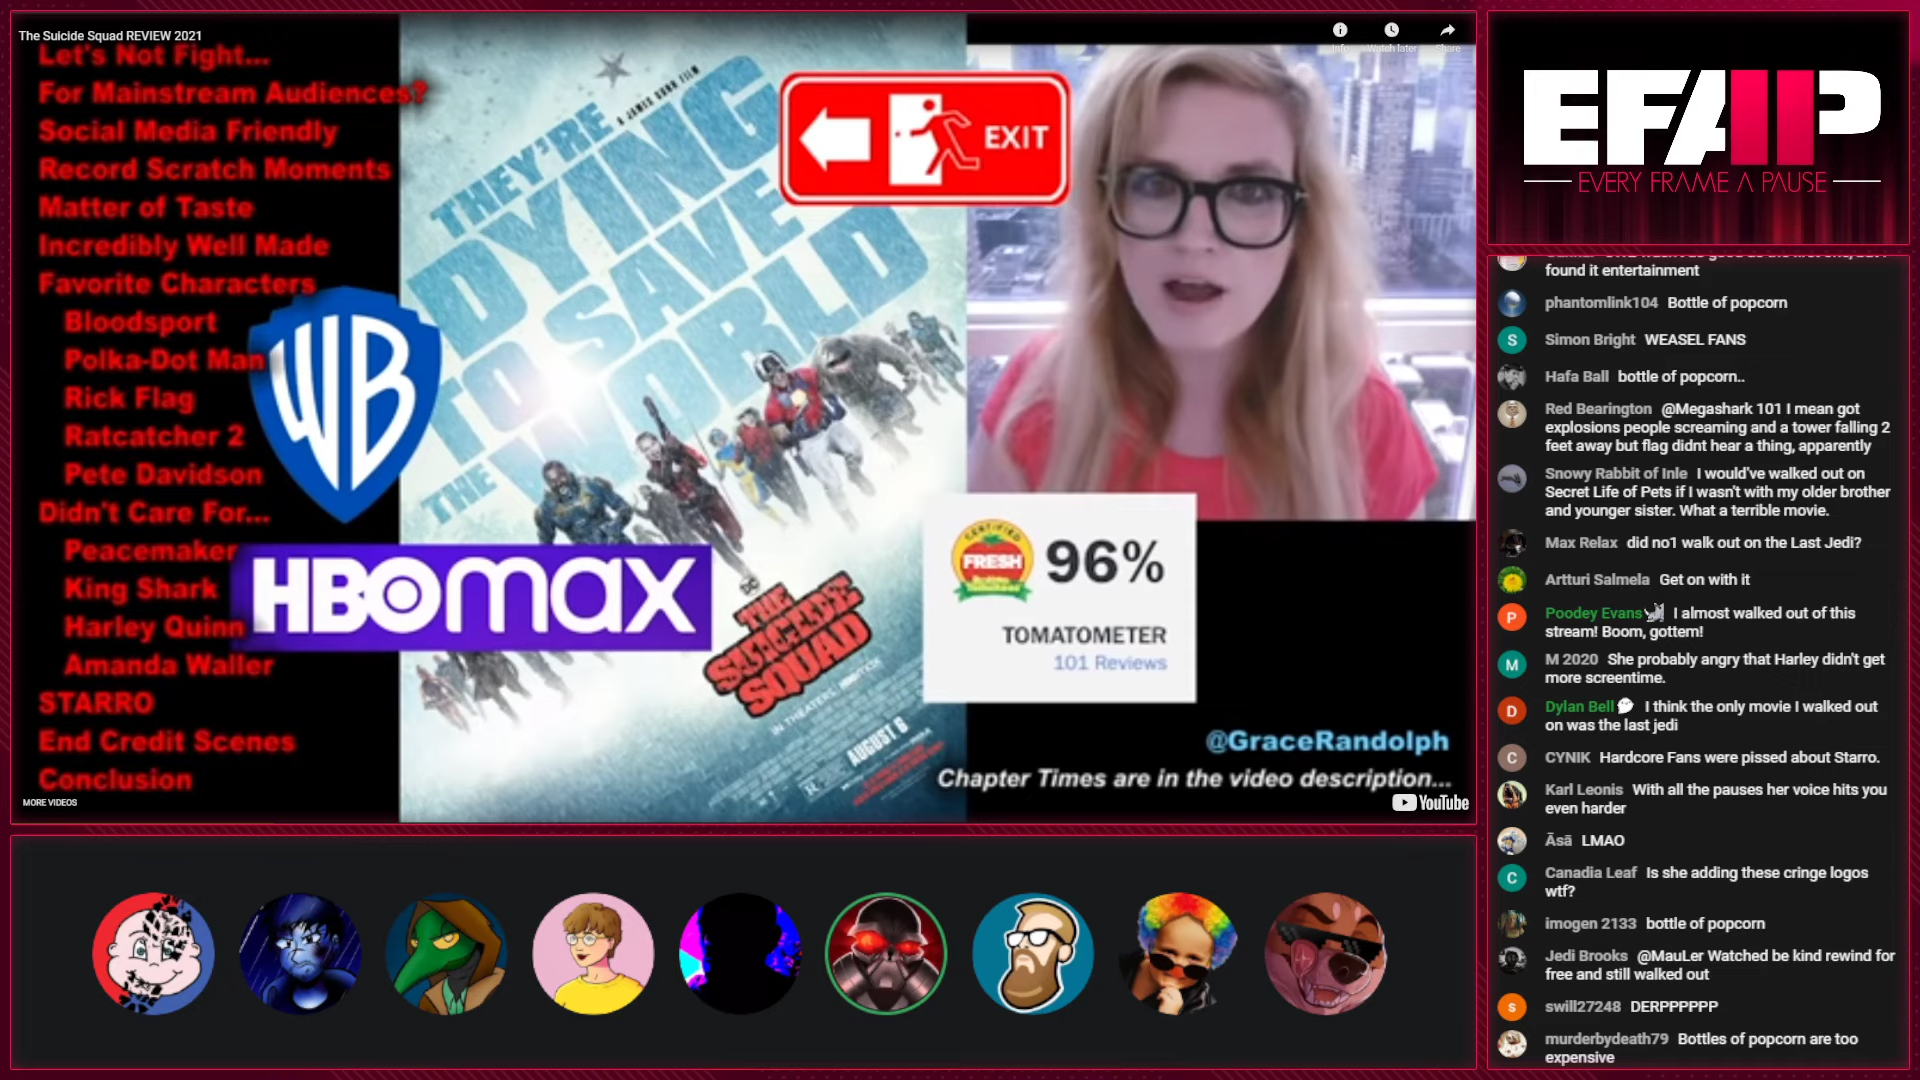 The Suicide Squad REVIEW 2021
Info
Watch later
Share
Let's Not Fight...
For Mainstream Audiences?
Social Media Friendly
Record Scratch Moments
Matter of Taste
Incredibly Well Made
Favorite Characters
Bloodsport
Polka-Dot Man
Rick Flag
Ratcatcher 2
Pete Davidson
Didn't Care For...
Peacemaker
King Shark
Harley Quinn
Amanda Waller
STARRO
End Credit Scenes
Conclusion
MORE VIDEOS
WB
HBOmax
A JAMES GUNN FILM
THEY'RE
DYING
TO SAVE
THE WORLD
THE
SUICIDE
SQUAD
IN THEATERS
AUGUST 6
EXIT
CERTIFIED
FRESH
96%
TOMATOMETER
101 Reviews
@GraceRandolph
Chapter Times are in the video description...
YouTube
EFAP
EVERY FRAME A PAUSE
found it entertainment
phantomlink104 Bottle of popcorn
S Simon Bright WEASEL FANS
Hafa Ball bottle of popcorn..
Red Bearington @Megashark 101 I mean got
explosions people screaming and a tower falling 2
feet away but flag didnt hear a thing, apparently
Snowy Rabbit of Inle I would've walked out on
Secret Life of Pets if I wasn't with my older brother
and younger sister. What a terrible movie.
Max Relax did no1 walk out on the Last Jedi?
Artturi Salmela Get on with it
P Poodey Evans I almost walked out of this
stream! Boom, gottem!
M M 2020 She probably angry that Harley didn't get
more screentime.
D Dylan Bell I think the only movie I walked out
on was the last jedi
C CYNIK Hardcore Fans were pissed about Starro.
Karl Leonis With all the pauses her voice hits you
even harder
Āsā LMAO
C Canadia Leaf Is she adding these cringe logos
wtf?
imogen 2133 bottle of popcorn
Jedi Brooks @MauLer Watched be kind rewind for
free and still walked out
s swill27248 DERPPPPPP
murderbydeath79 Bottles of popcorn are too
expensive